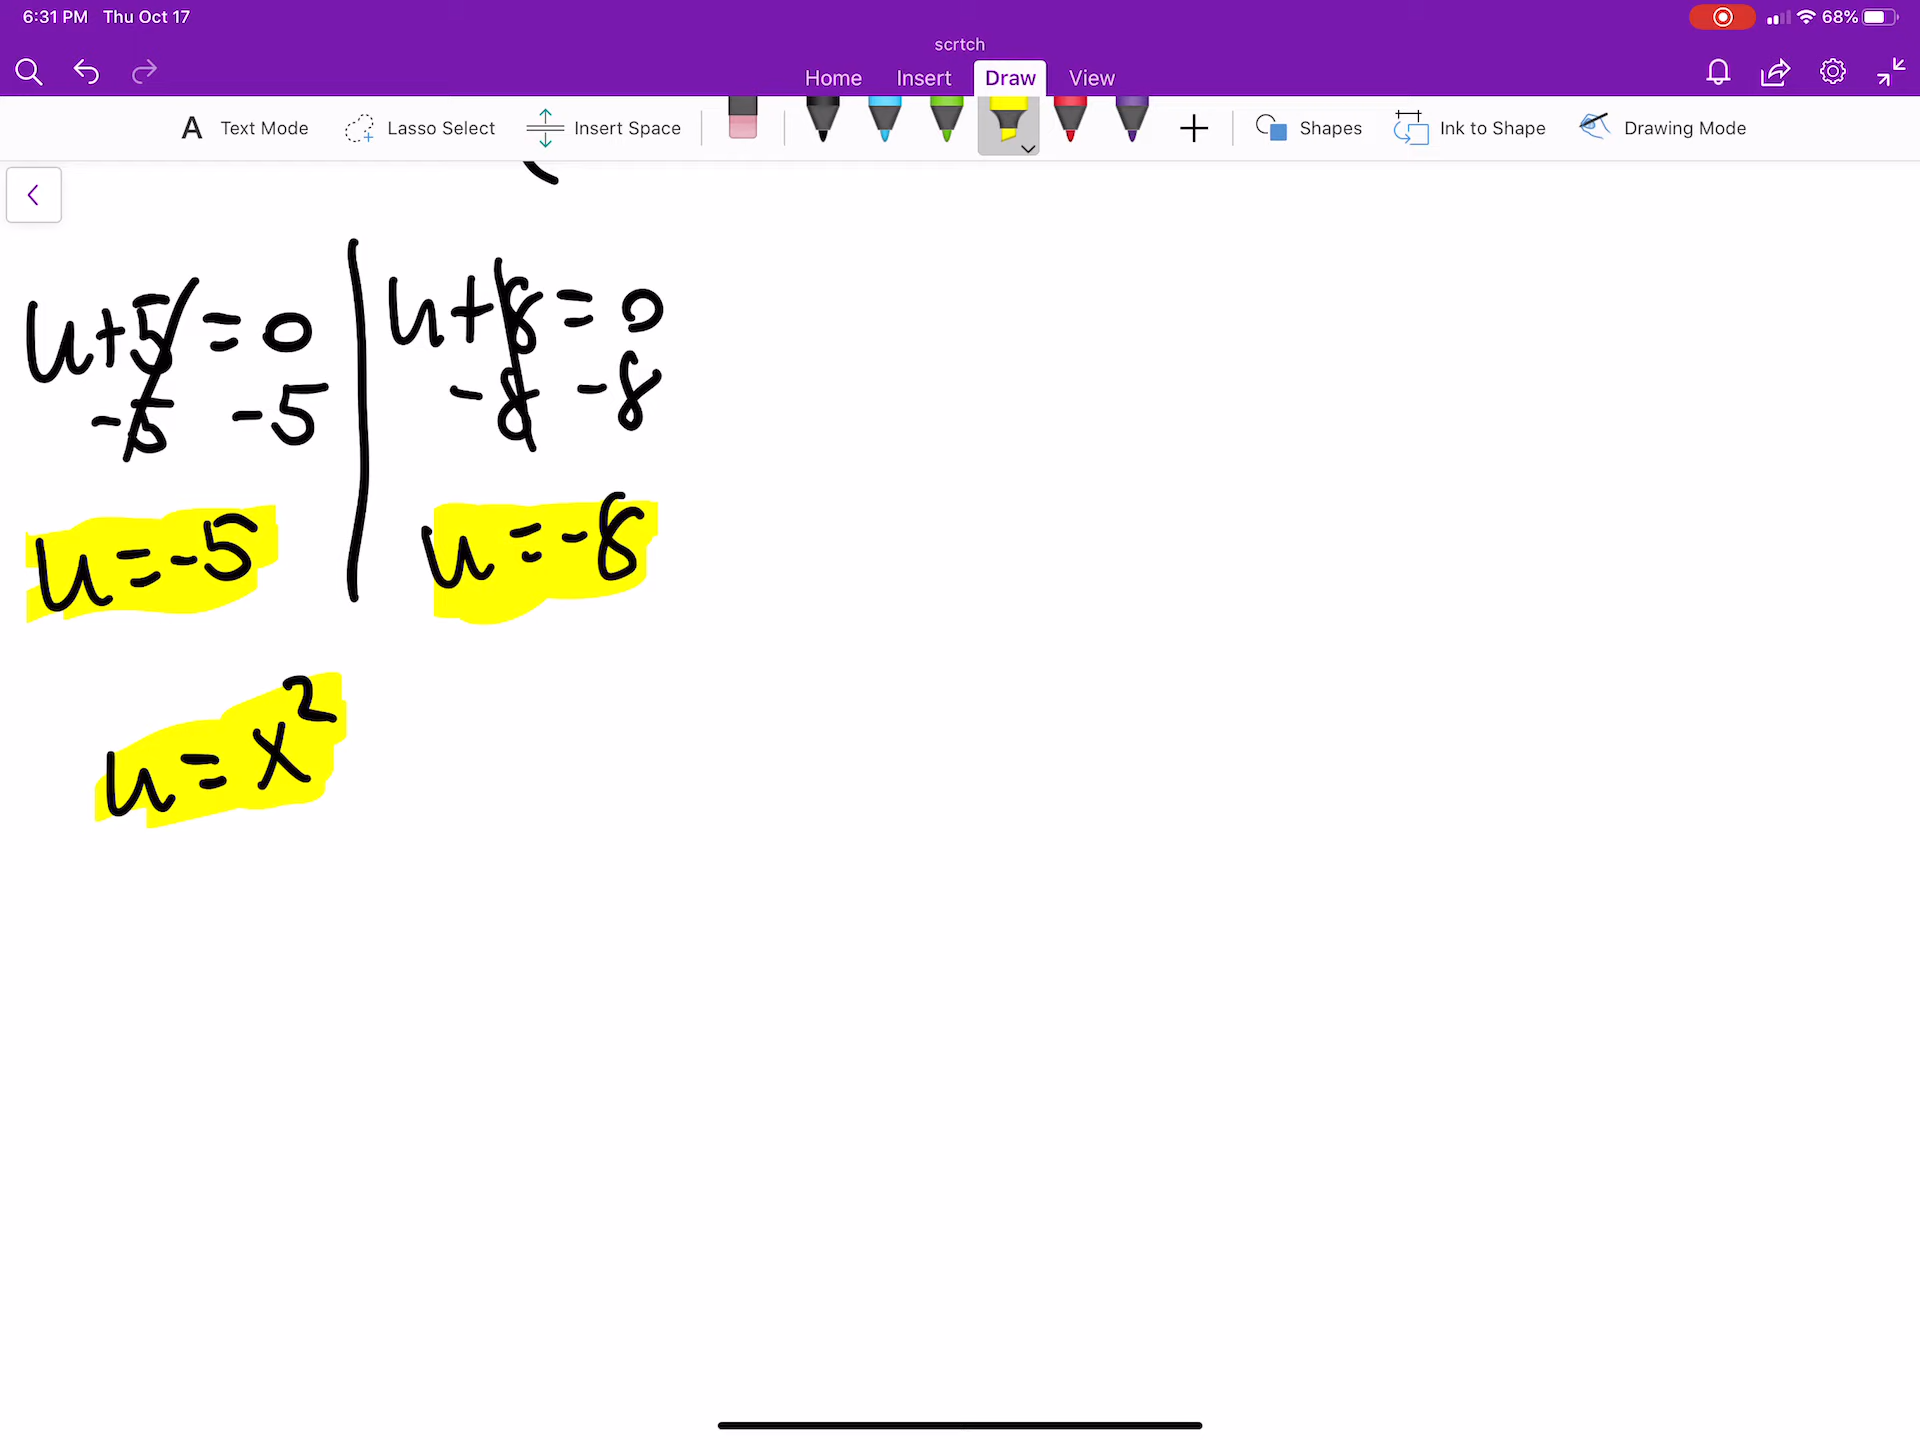 6:31 PM Thu Oct 17
68%
scrtch
Home Insert Draw View
A Text Mode Lasso Select Insert Space Shapes Ink to Shape Drawing Mode
u+5=0
-5 -5
u=-5
u+8=0
-8 -8
u=-8
u=x²